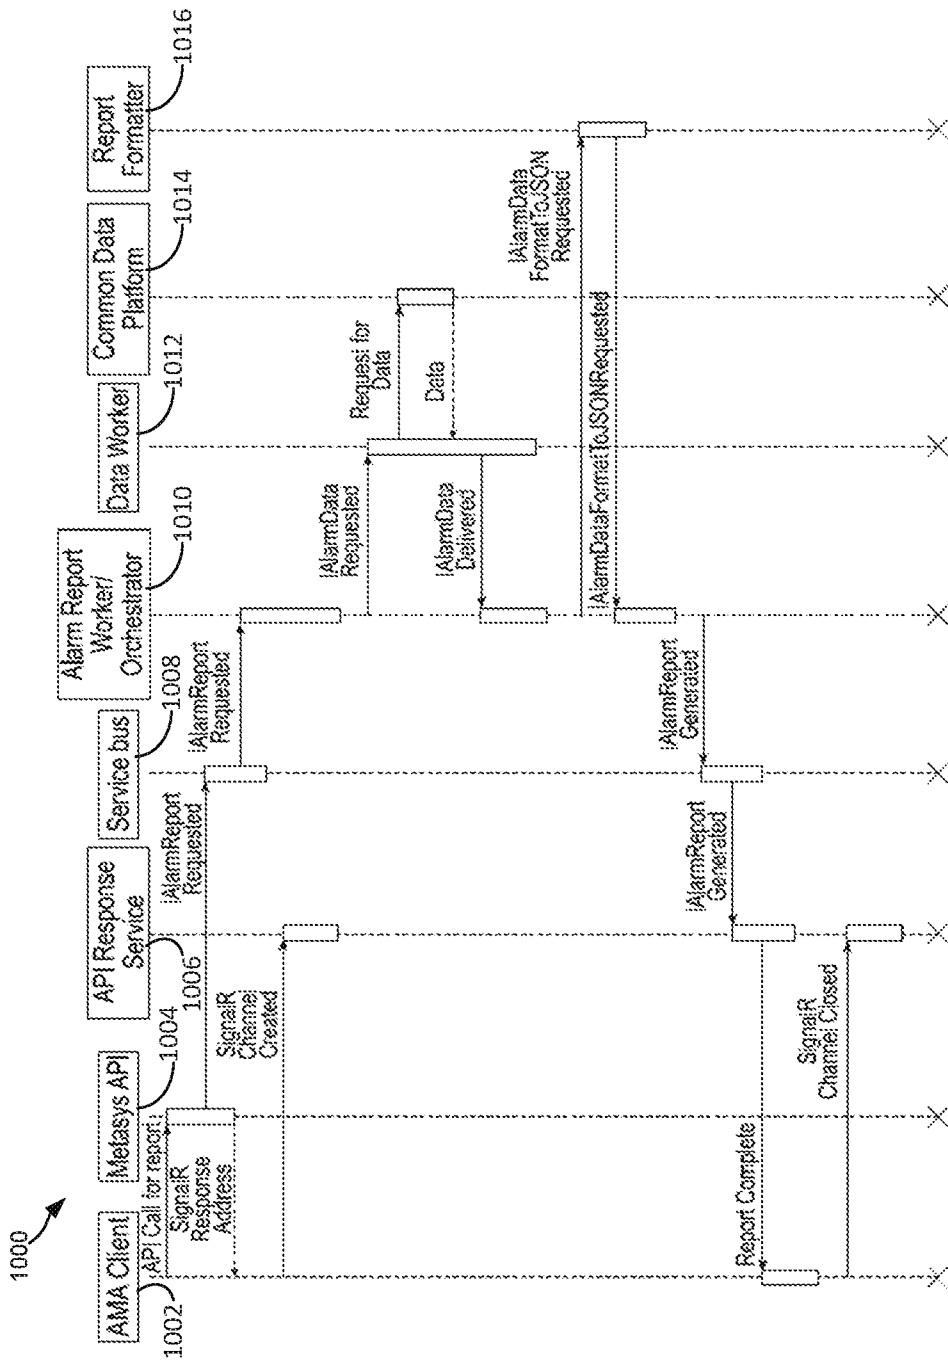 1000
AMA Client
1002
Metasys API
1004
API Response
Service
1006
Service bus
1008
Alarm Report
Worker/
Orchestrator
1010
Data Worker
1012
Common Data
Platform
1014
Report
Formatter
1016
API Call for report
SignalR
Response
Address
IAlarmReport
Requested
IAlarmReport
Requested
SignalR
Channel
Created
IAlarmData
Requested
Request for
Data
Data
IAlarmData
Delivered
IAlarmData
FormatToJSON
Requested
IAlarmDataFormatToJSONRequested
IAlarmReport
Generated
IAlarmReport
Generated
Report Complete
SignalR
Channel Closed